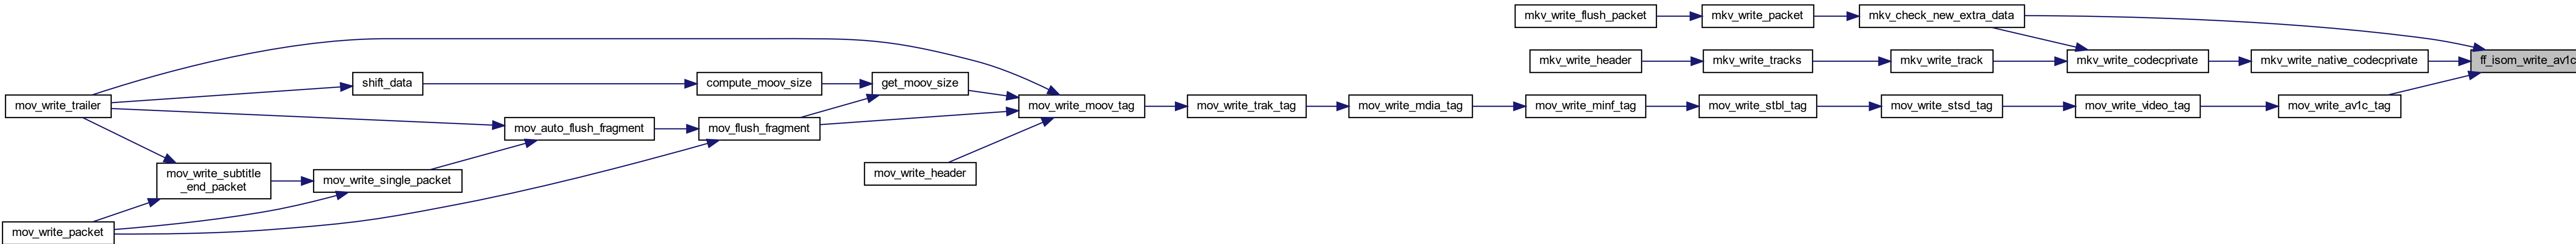 mkv_write_flush_packet
mkv_write_packet
mkv_check_new_extra_data
mkv_write_header
mkv_write_tracks
mkv_write_track
mkv_write_codecprivate
mkv_write_native_codecprivate
ff_isom_write_av1c
shift_data
compute_moov_size
get_moov_size
mov_write_trailer
mov_write_moov_tag
mov_write_trak_tag
mov_write_mdia_tag
mov_write_minf_tag
mov_write_stbl_tag
mov_write_stsd_tag
mov_write_video_tag
mov_write_av1c_tag
mov_auto_flush_fragment
mov_flush_fragment
mov_write_subtitle
_end_packet
mov_write_single_packet
mov_write_header
mov_write_packet